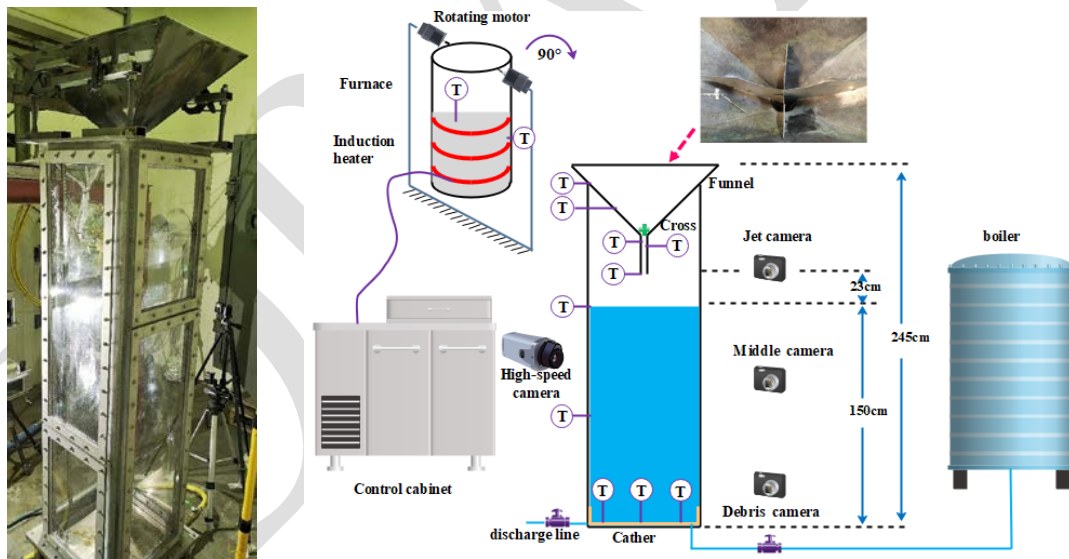 Rotating motor
90°
Furnace
T
Induction
heater
T
Funnel
T
T
Cross
T
T
T
Jet camera
boiler
23cm
T
245cm
High-speed
camera
Middle camera
T
150cm
Control cabinet
T
T
T
Debris camera
discharge line
Cather